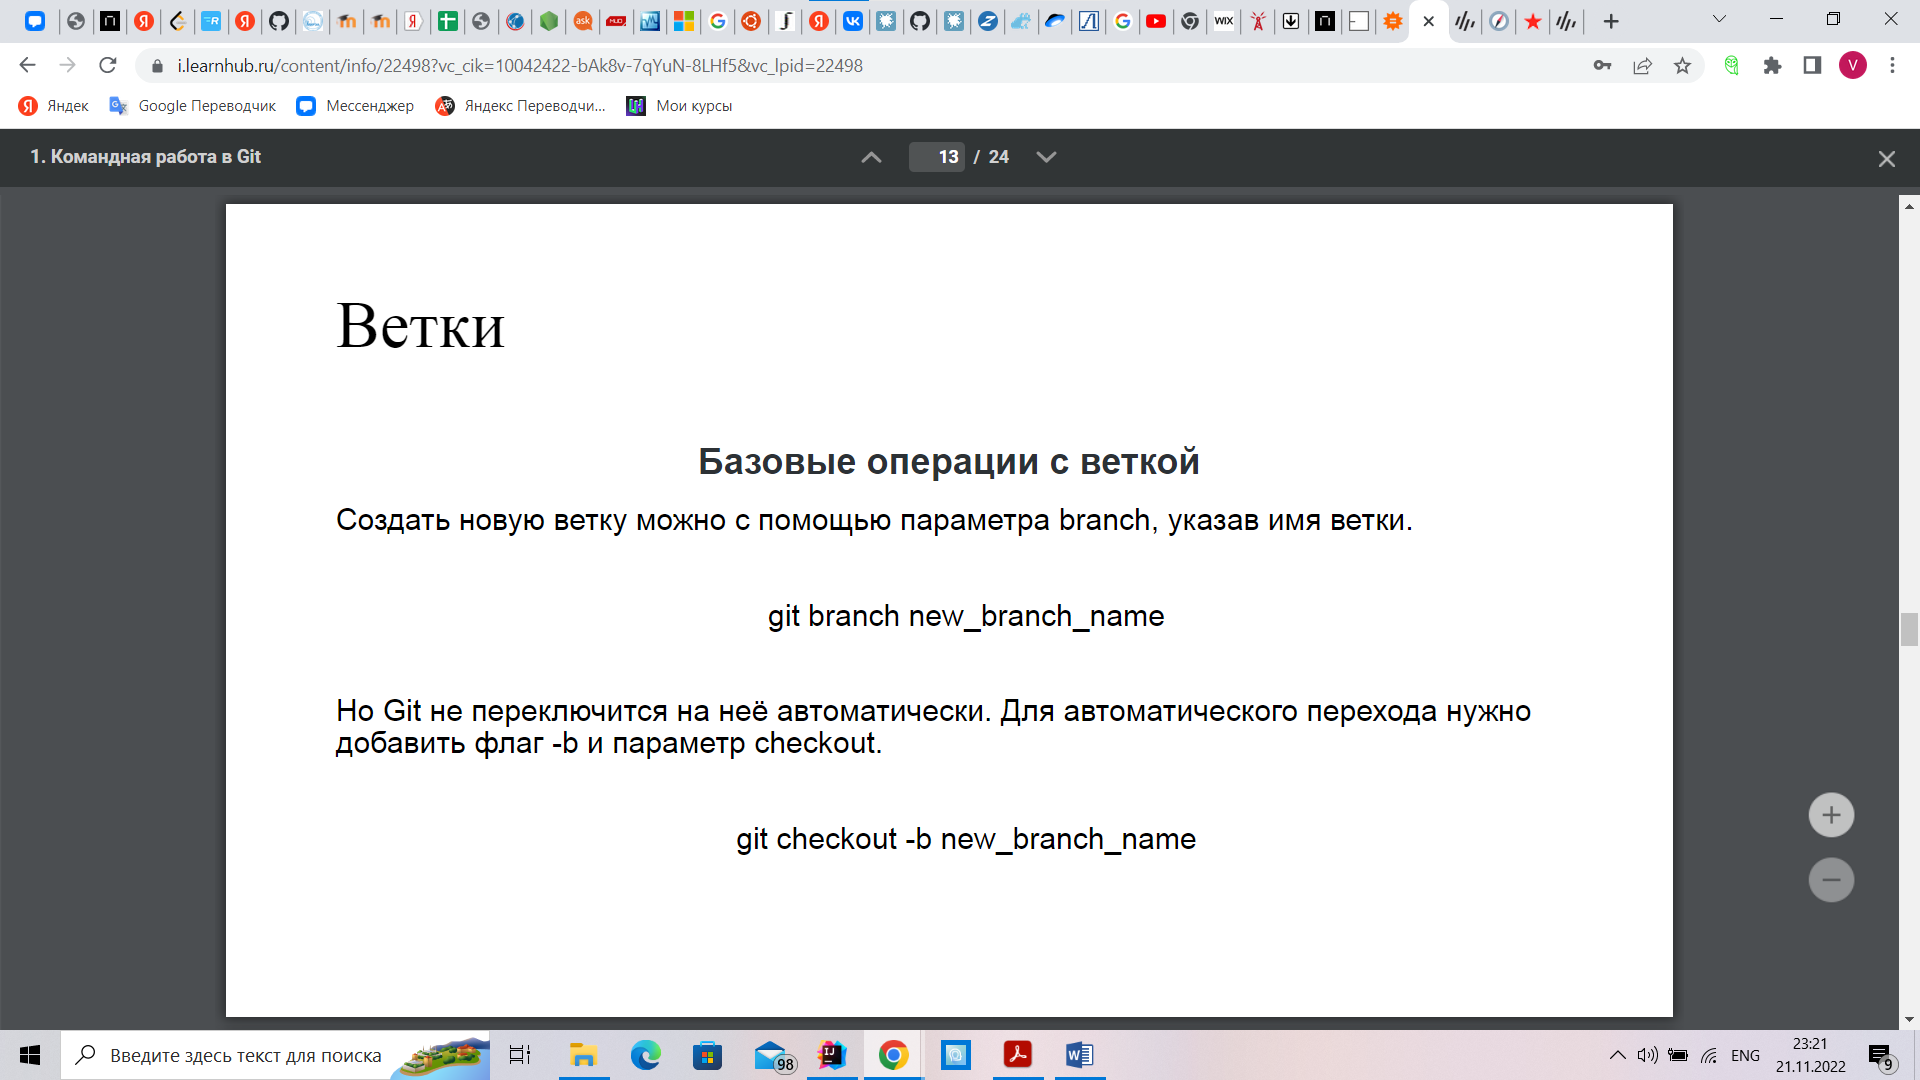 i.learnhub.ru/content/info/22498?vc_cik=10042422-bAk8v-7qYuN-8LHf5&vc_lpid=22498
V
Яндек
Google Переводчик
Мессенджер
Яндекс Переводчи...
Мои курсы
1. Командная работа в Git
13 / 24
Ветки
Базовые операции с веткой
Создать новую ветку можно с помощью параметра branch, указав имя ветки.
git branch new_branch_name
Но Git не переключится на неё автоматически. Для автоматического перехода нужно
добавить флаг -b и параметр checkout.
git checkout -b new_branch_name
Введите здесь текст для поиска
98
ENG
23:21
21.11.2022
9